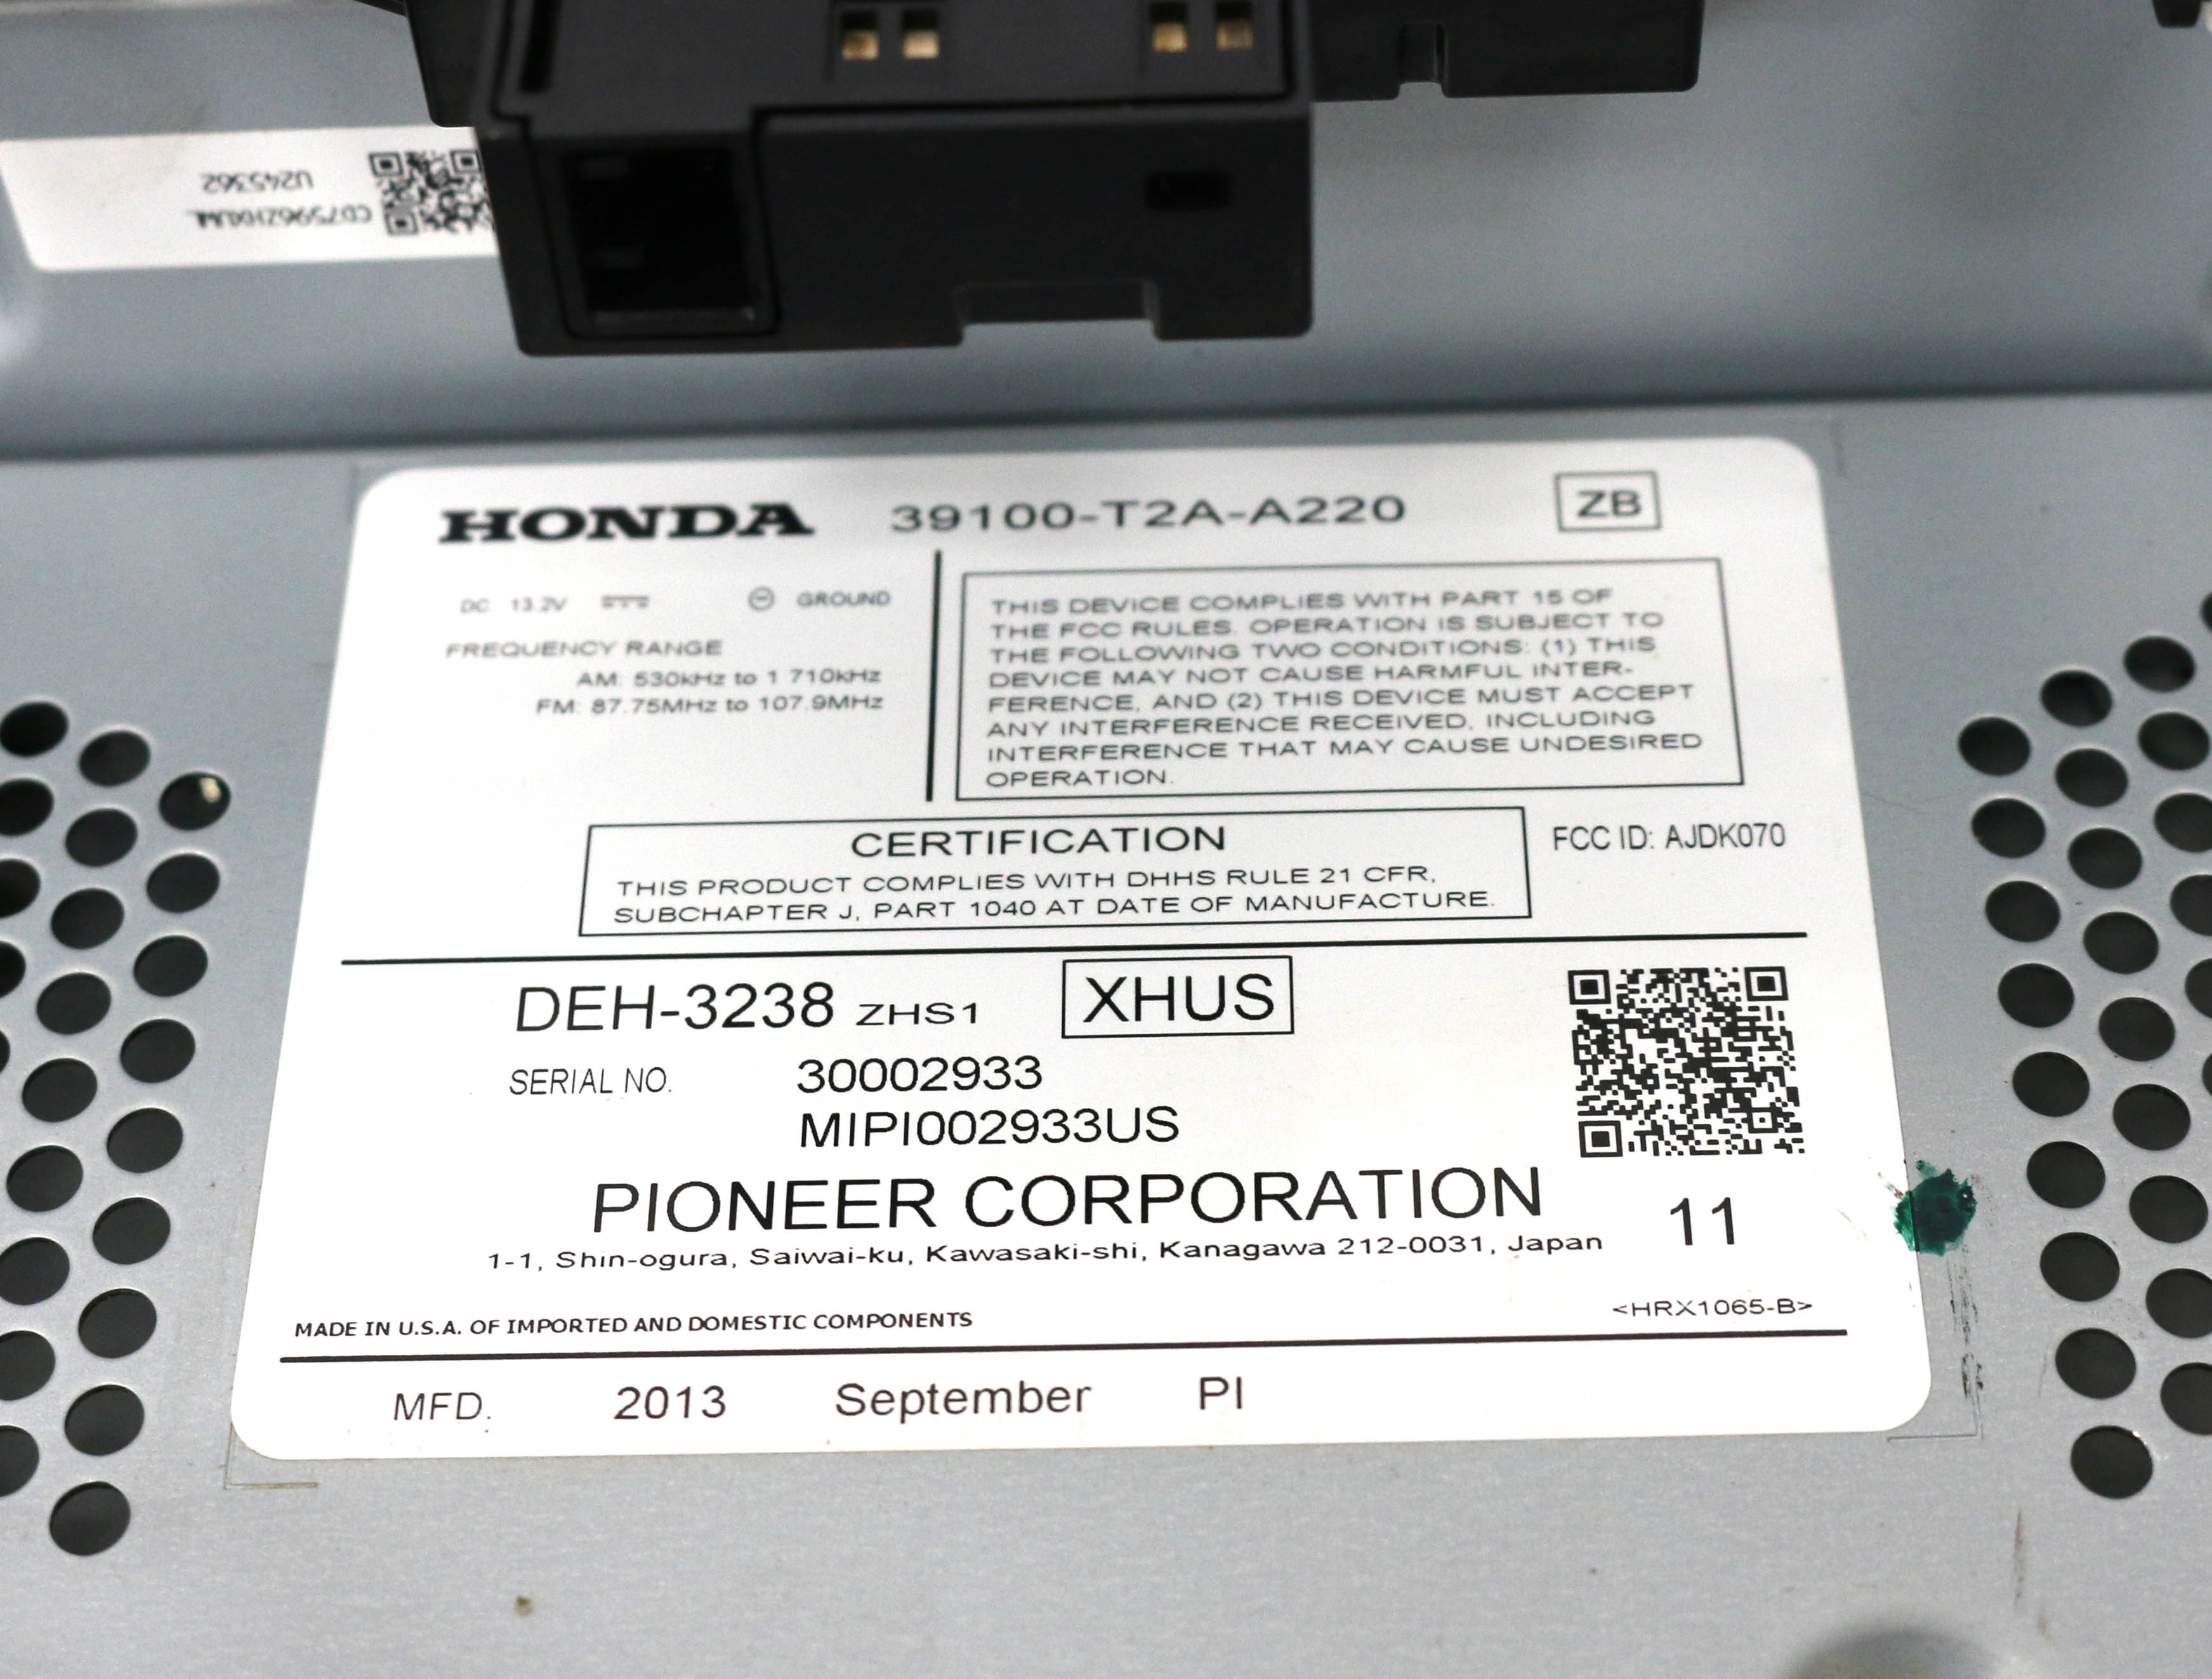 U245362
HONDA 39100-T2A-A220 ZB
DC 13.2V GROUND
FREQUENCY RANGE
AM: 530kHz to 1 710kHz
FM: 87.75MHz to 107.9MHz
THIS DEVICE COMPLIES WITH PART 15 OF
THE FCC RULES. OPERATION IS SUBJECT TO
THE FOLLOWING TWO CONDITIONS: (1) THIS
DEVICE MAY NOT CAUSE HARMFUL INTER-
FERENCE, AND (2) THIS DEVICE MUST ACCEPT
ANY INTERFERENCE RECEIVED, INCLUDING
INTERFERENCE THAT MAY CAUSE UNDESIRED
OPERATION.
CERTIFICATION
THIS PRODUCT COMPLIES WITH DHHS RULE 21 CFR,
SUBCHAPTER J, PART 1040 AT DATE OF MANUFACTURE.
FCC ID: AJDK070
DEH-3238 ZHS1 XHUS
SERIAL NO. 30002933
MIPI002933US
PIONEER CORPORATION 11
1-1, Shin-ogura, Saiwai-ku, Kawasaki-shi, Kanagawa 212-0031, Japan
<HRX1065-B>
MADE IN U.S.A. OF IMPORTED AND DOMESTIC COMPONENTS
MFD. 2013 September PI